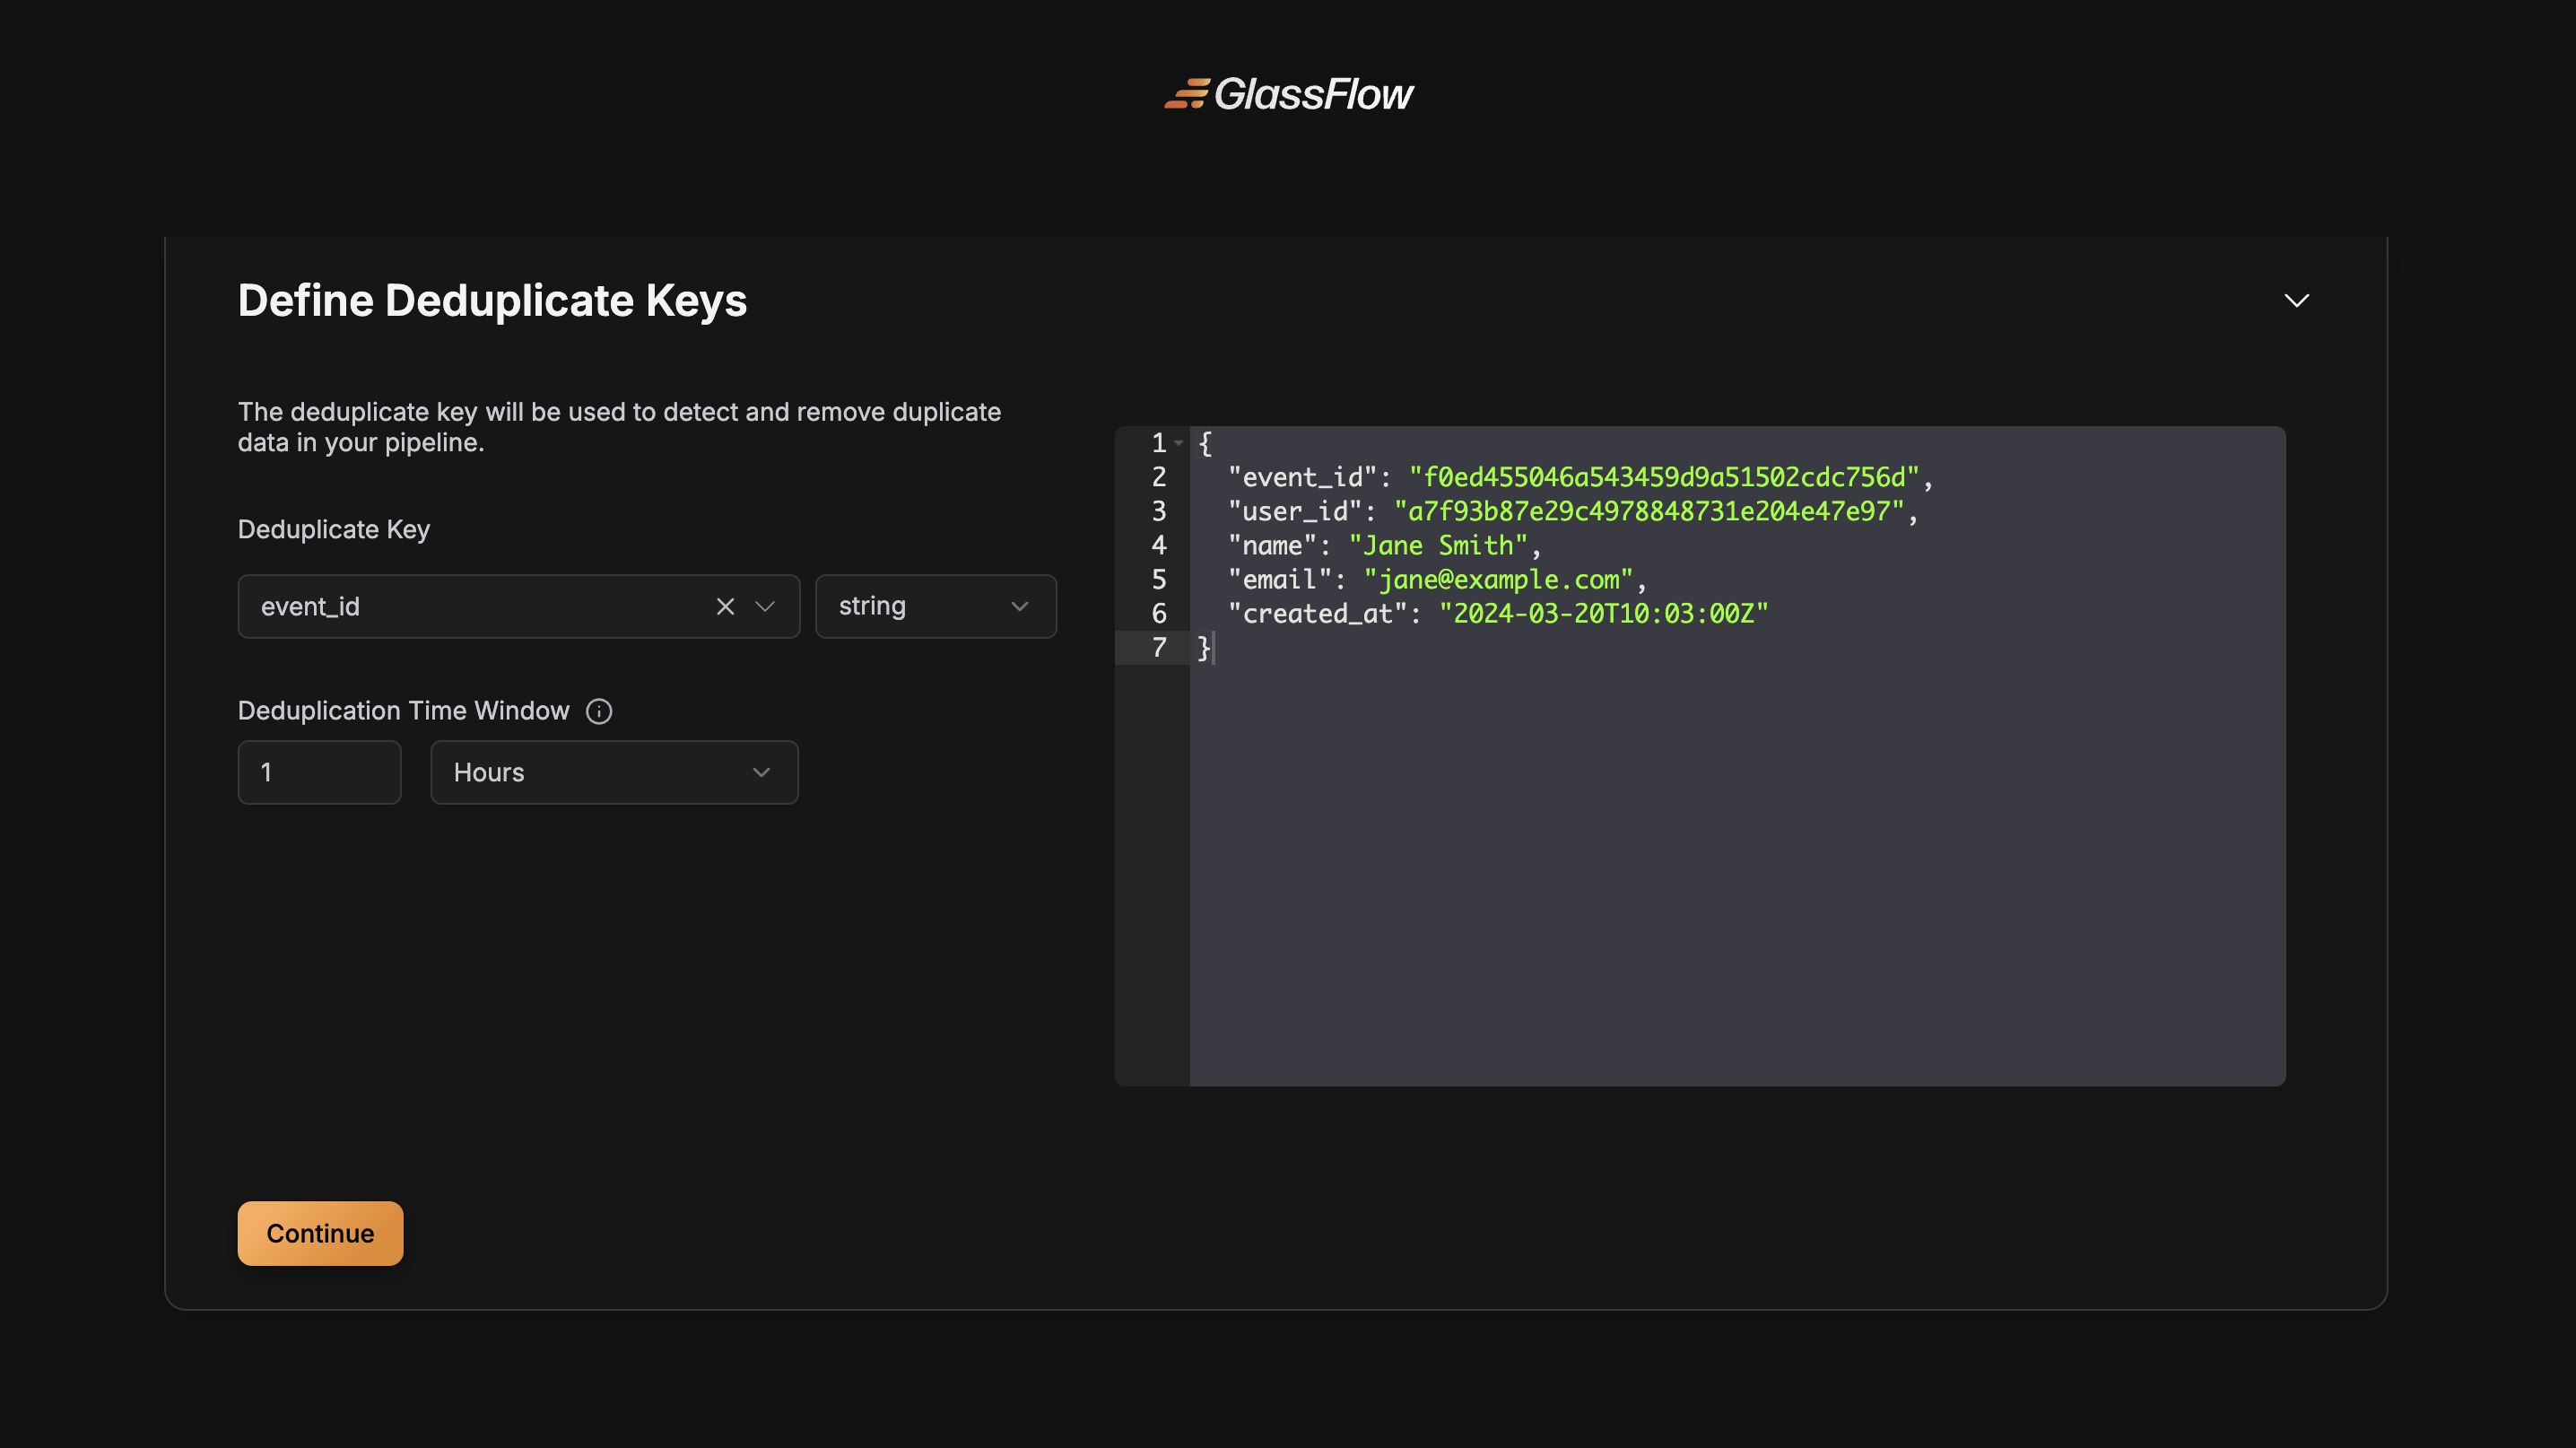 GlassFlow
Define Deduplicate Keys
The deduplicate key will be used to detect and remove duplicate
data in your pipeline.
Deduplicate Key
event_id
string
Deduplication Time Window
1
Hours
1 {
2 "event_id": "f0ed455046a543459d9a51502cdc756d",
3 "user_id": "a7f93b87e29c4978848731e204e47e97",
4 "name": "Jane Smith",
5 "email": "jane@example.com",
6 "created_at": "2024-03-20T10:03:00Z"
7 }
Continue